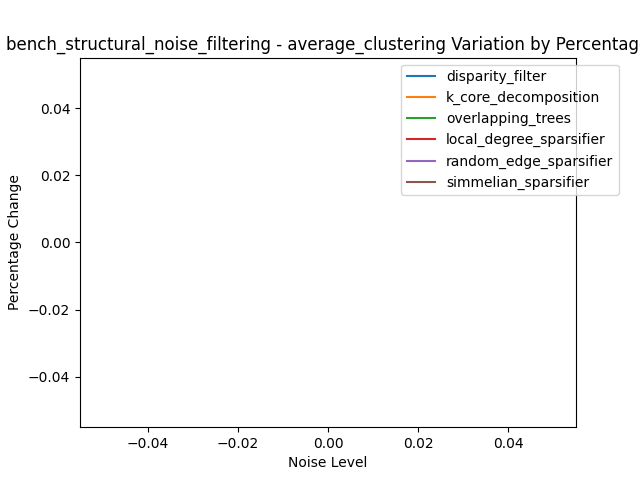 bench_structural_noise_filtering - average_clustering Variation by Percentag
disparity_filter
k_core_decomposition
overlapping_trees
local_degree_sparsifier
random_edge_sparsifier
simmelian_sparsifier
Percentage Change
0.04
0.02
0.00
−0.02
−0.04
−0.04 −0.02 0.00 0.02 0.04
Noise Level